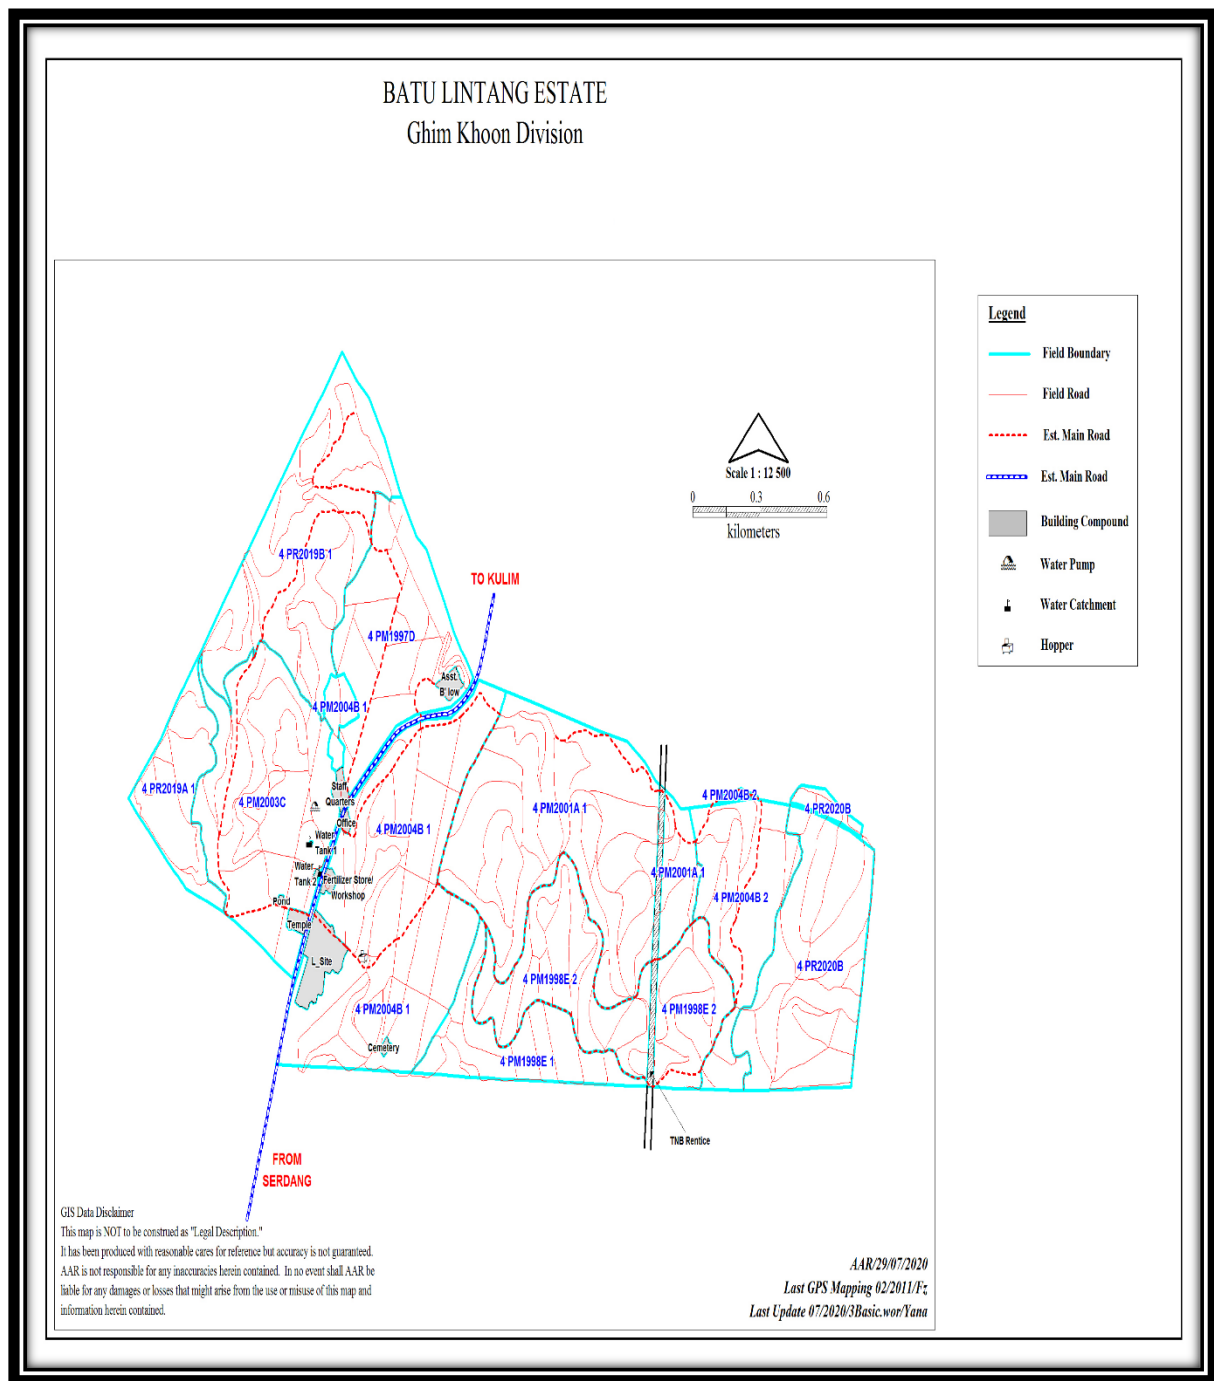 BATU LINTANG ESTATE
Ghim Khoon Division
Legend
Field Boundary
Field Road
Est. Main Road
Est. Main Road
Building Compound
Water Pump
Water Catchment
Hopper
Scale 1 : 12 500
0 0.3 0.6
kilometers
4 PR2019B 1
TO KULIM
4 PM1997D
Asst.
B' low
4 PM2004B 1
4 PR2019A 1
4 PM2003C
Staff
Quarters
Office
Water
Tank 1
Water
Tank 2
Fertilizer Store/
Workshop
Pond
Temple
L_Site
4 PM2004B 1
4 PM2001A 1
4 PM2004B 2
4 PR2020B
4 PM2001A 1
4 PM2004B 2
4 PR2020B
4 PM1998E 2
4 PM1998E 2
4 PM2004B 1
Cemetery
4 PM1998E 1
TNB Rentice
FROM
SERDANG
GIS Data Disclaimer
This map is NOT to be construed as "Legal Description."
It has been produced with reasonable cares for reference but accuracy is not guaranteed.
AAR is not responsible for any inaccuracies herein contained. In no event shall AAR be
liable for any damages or losses that might arise from the use or misuse of this map and
information herein contained.
AAR/29/07/2020
Last GPS Mapping 02/2011/Fz
Last Update 07/2020/3Basic.wor/Yana